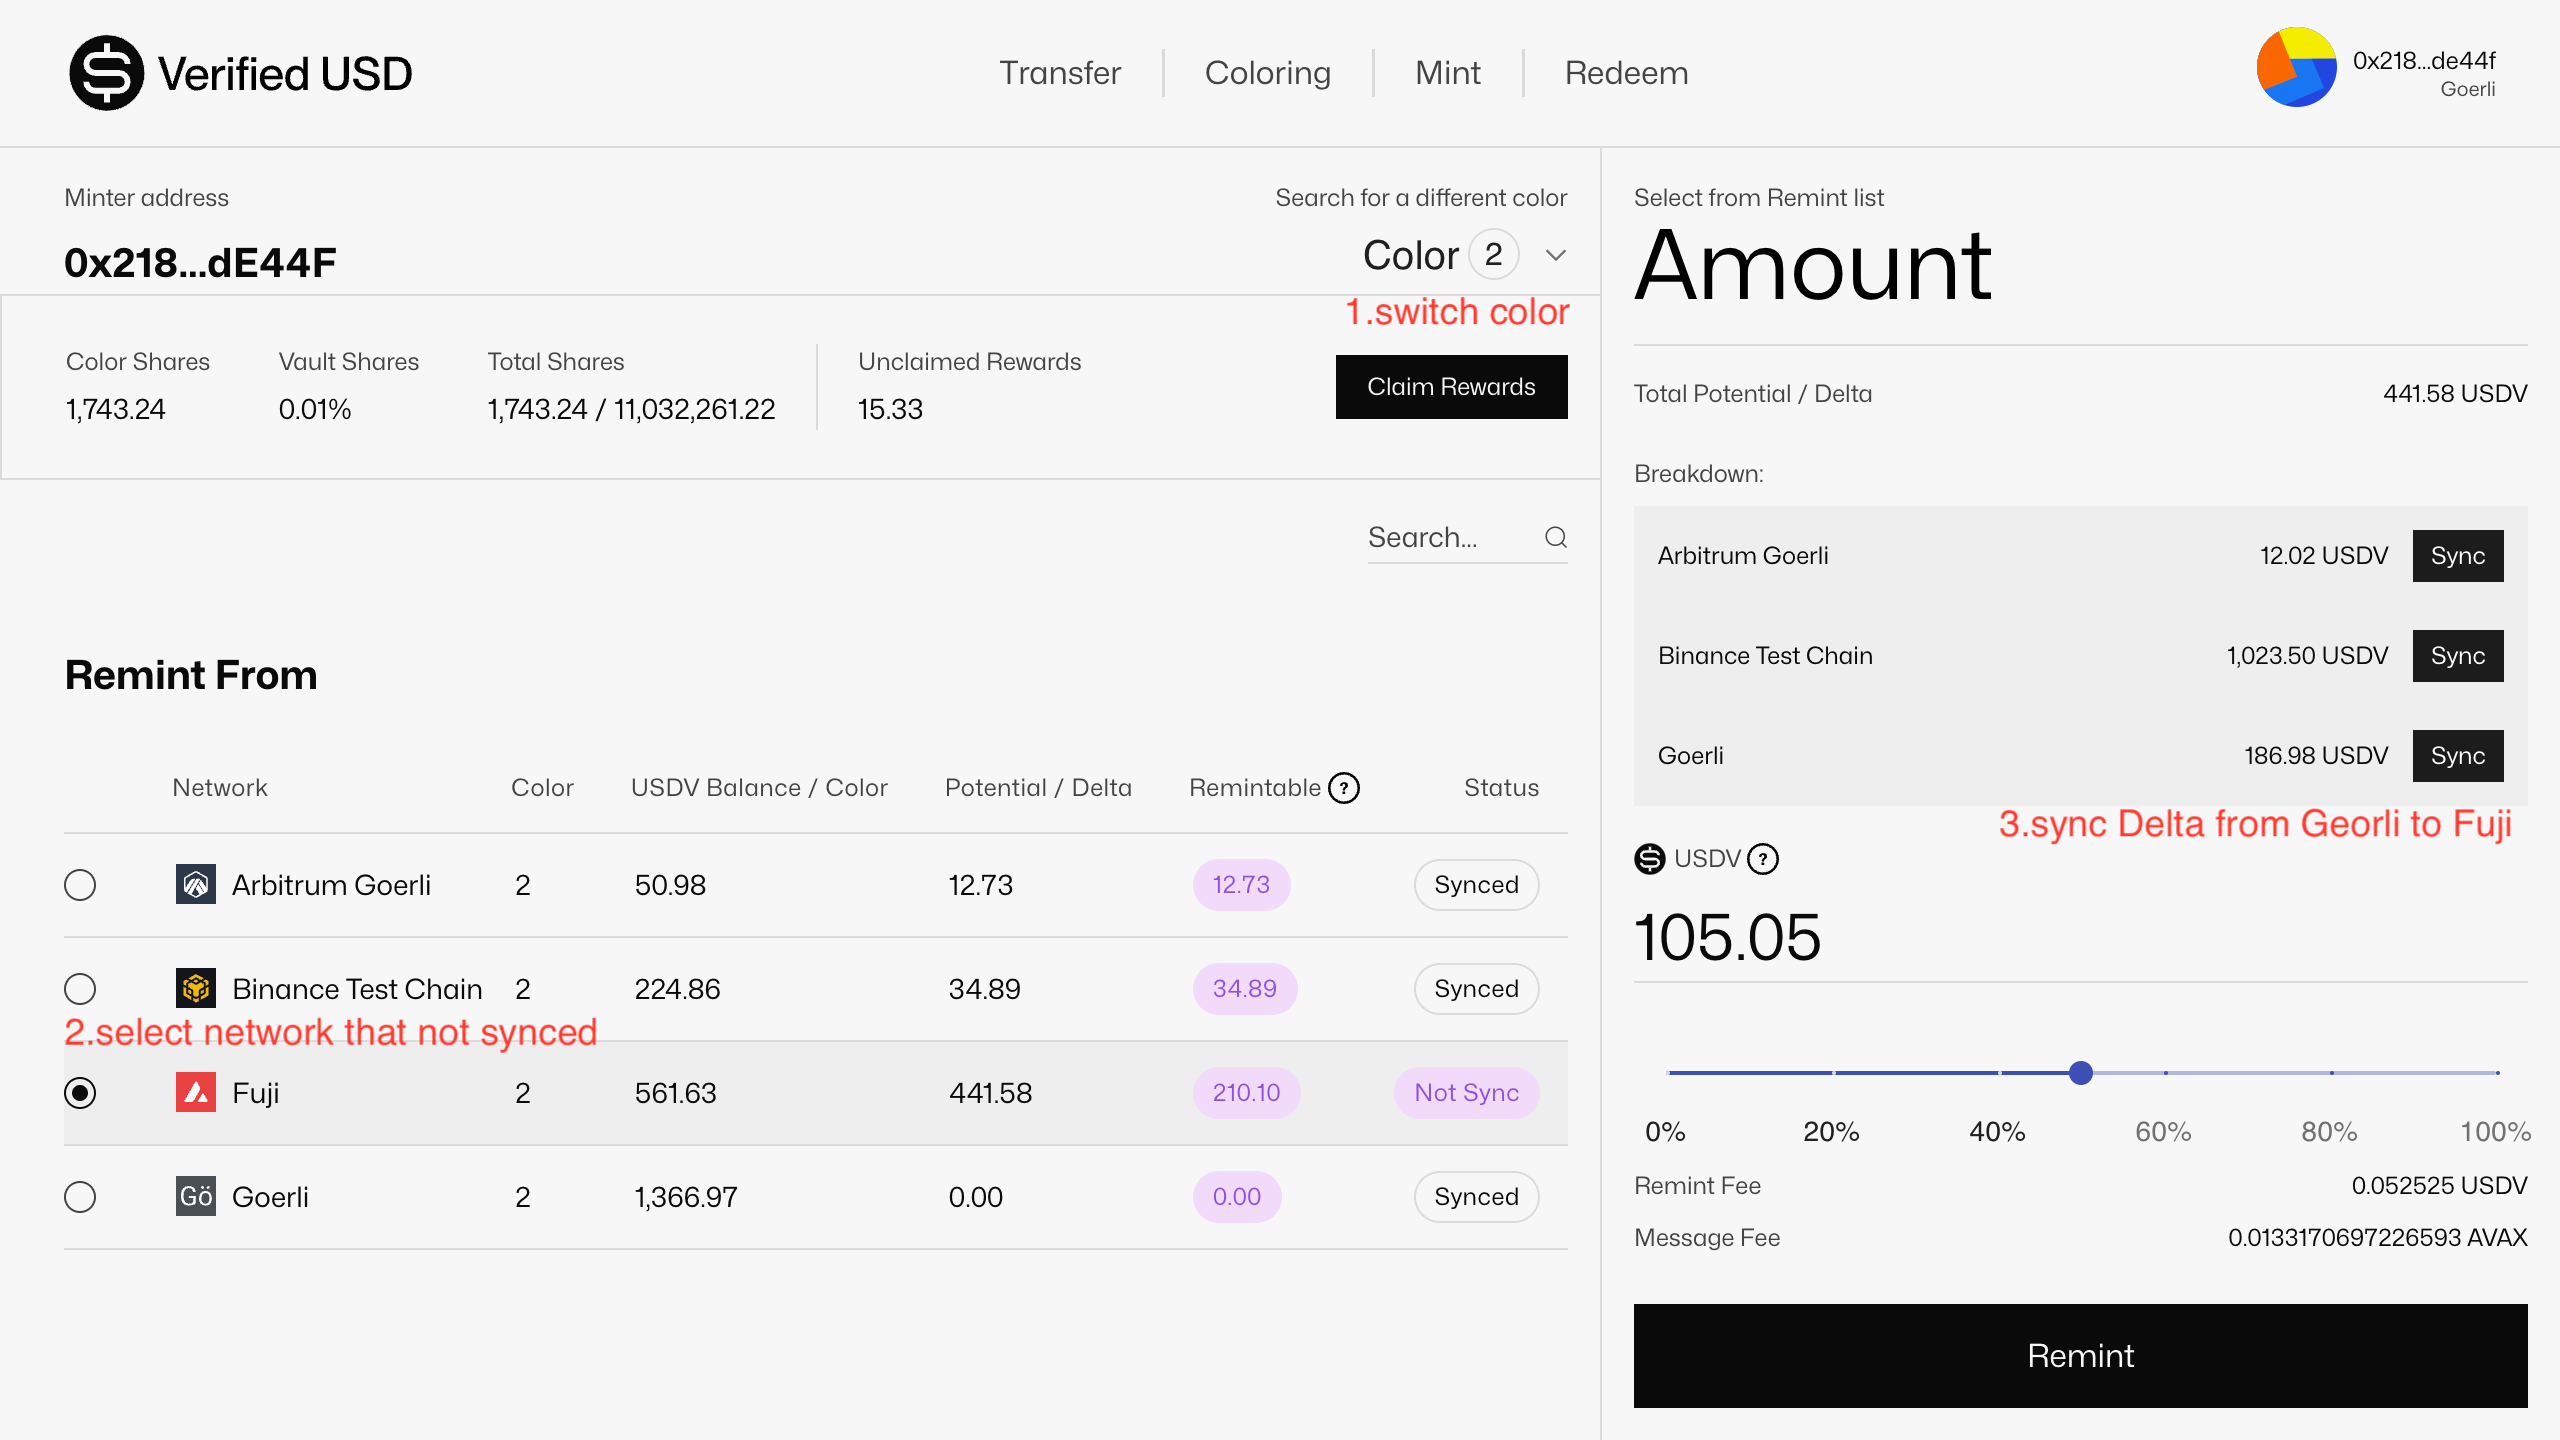 Verified USD
Transfer
Coloring
Mint
Redeem
0x218...de44f
Goerli
Minter address
0x218...dE44F
Search for a different color
Color 2
1.switch color
Color Shares
1,743.24
Vault Shares
0.01%
Total Shares
1,743.24 / 11,032,261.22
Unclaimed Rewards
15.33
Claim Rewards
Search...
Remint From
Network Color USDV Balance / Color Potential / Delta Remintable ? Status
Arbitrum Goerli 2 50.98 12.73 12.73 Synced
Binance Test Chain 2 224.86 34.89 34.89 Synced
2.select network that not synced
Fuji 2 561.63 441.58 210.10 Not Sync
Gö Goerli 2 1,366.97 0.00 0.00 Synced
Select from Remint list
Amount
Total Potential / Delta 441.58 USDV
Breakdown:
Arbitrum Goerli 12.02 USDV Sync
Binance Test Chain 1,023.50 USDV Sync
Goerli 186.98 USDV Sync
3.sync Delta from Georli to Fuji
USDV ?
105.05
0% 20% 40% 60% 80% 100%
Remint Fee 0.052525 USDV
Message Fee 0.0133170697226593 AVAX
Remint